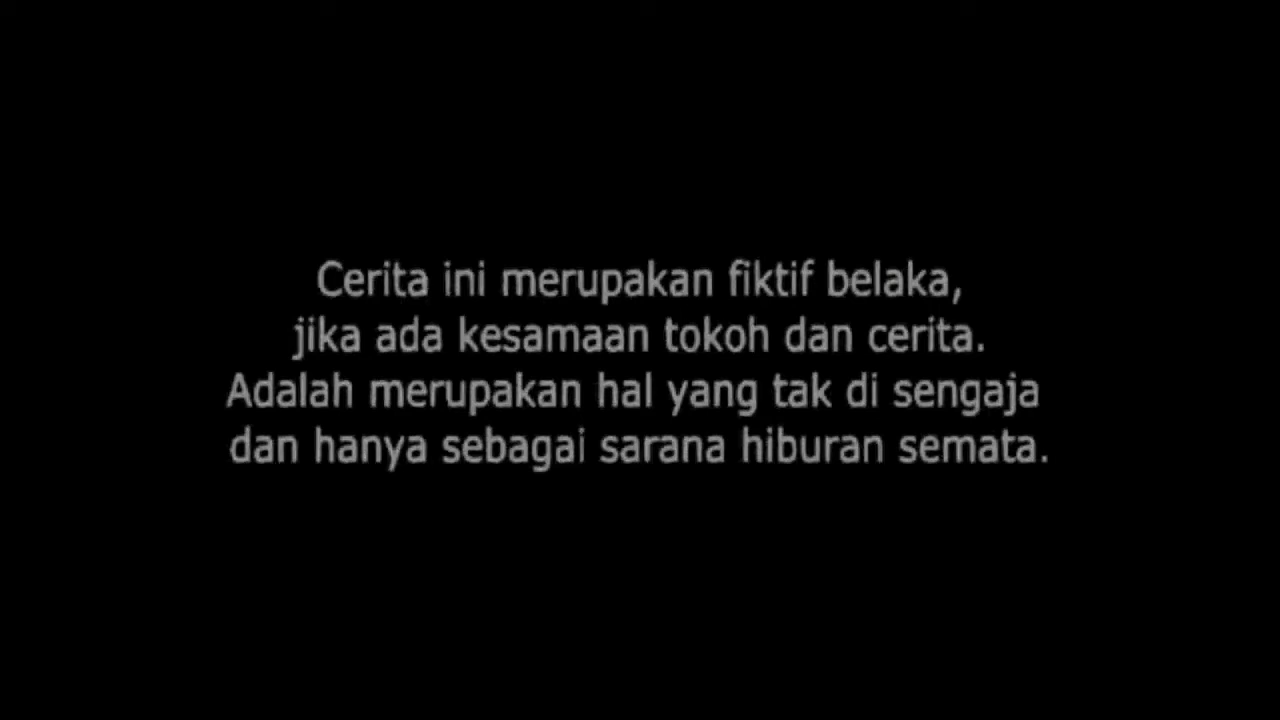 Cerita ini merupakan fiktif belaka,
jika ada kesamaan tokoh dan cerita.
Adalah merupakan hal yang tak di sengaja
dan hanya sebagai sarana hiburan semata.